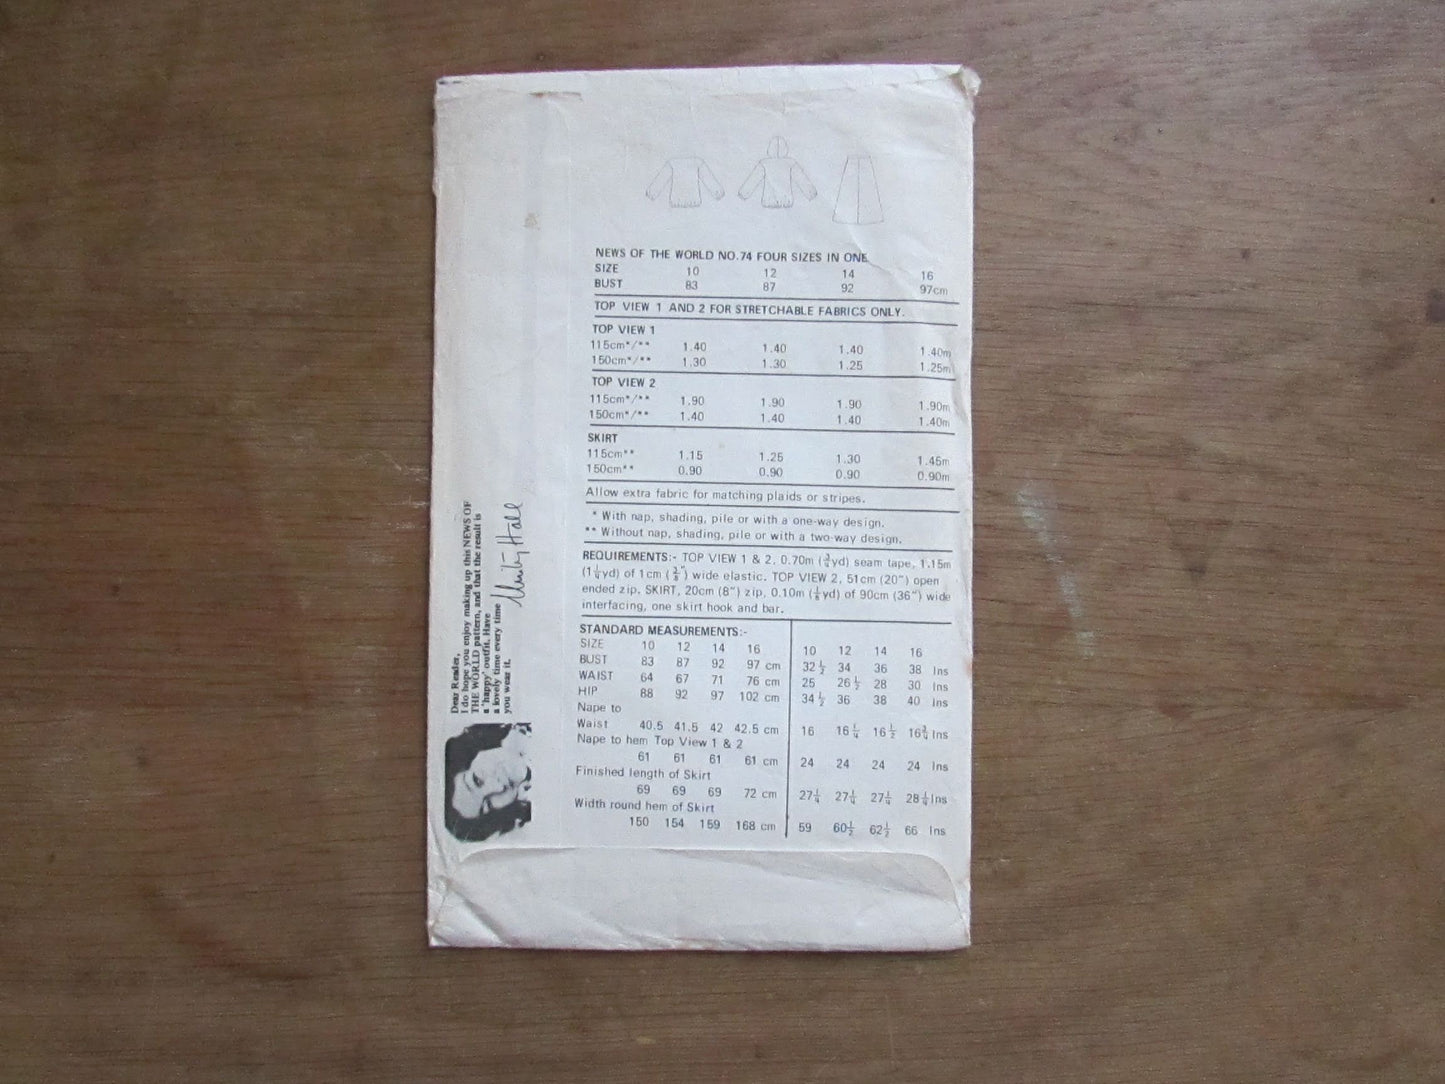 NEWS OF THE WORLD NO.74 FOUR SIZES IN ONE
SIZE 10 12 14 16
BUST 83 87 92 97cm
TOP VIEW 1 AND 2 FOR STRETCHABLE FABRICS ONLY.
TOP VIEW 1
115cm*/** 1.40 1.40 1.40 1.40m
150cm*/** 1.30 1.30 1.25 1.25m
TOP VIEW 2
115cm*/** 1.90 1.90 1.90 1.90m
150cm*/** 1.40 1.40 1.40 1.40m
SKIRT
115cm** 1.15 1.25 1.30 1.45m
150cm** 0.90 0.90 0.90 0.90m
Allow extra fabric for matching plaids or stripes.
* With nap, shading, pile or with a one-way design.
** Without nap, shading, pile or with a two-way design.
REQUIREMENTS:- TOP VIEW 1 & 2, 0.70m (¾yd) seam tape, 1.15m
(1¼yd) of 1cm (⅜") wide elastic. TOP VIEW 2, 51cm (20") open
ended zip, SKIRT, 20cm (8") zip, 0.10m (⅛yd) of 90cm (36") wide
interfacing, one skirt hook and bar.
STANDARD MEASUREMENTS:-
SIZE 10 12 14 16 10 12 14 16
BUST 83 87 92 97 cm 32½ 34 36 38 Ins
WAIST 64 67 71 76 cm 25 26½ 28 30 Ins
HIP 88 92 97 102 cm 34½ 36 38 40 Ins
Nape to
Waist 40.5 41.5 42 42.5 cm 16 16¼ 16½ 16¾ Ins
Nape to hem Top View 1 & 2
61 61 61 61 cm 24 24 24 24 Ins
Finished length of Skirt
69 69 69 72 cm 27¼ 27¼ 27¼ 28¼ Ins
Width round hem of Skirt
150 154 159 168 cm 59 60½ 62½ 66 Ins
Dear Reader,
I do hope you enjoy making up this NEWS OF
THE WORLD pattern, and that the result is
a 'happy' outfit. Have
a lovely time every time
you wear it.
Unity Hall